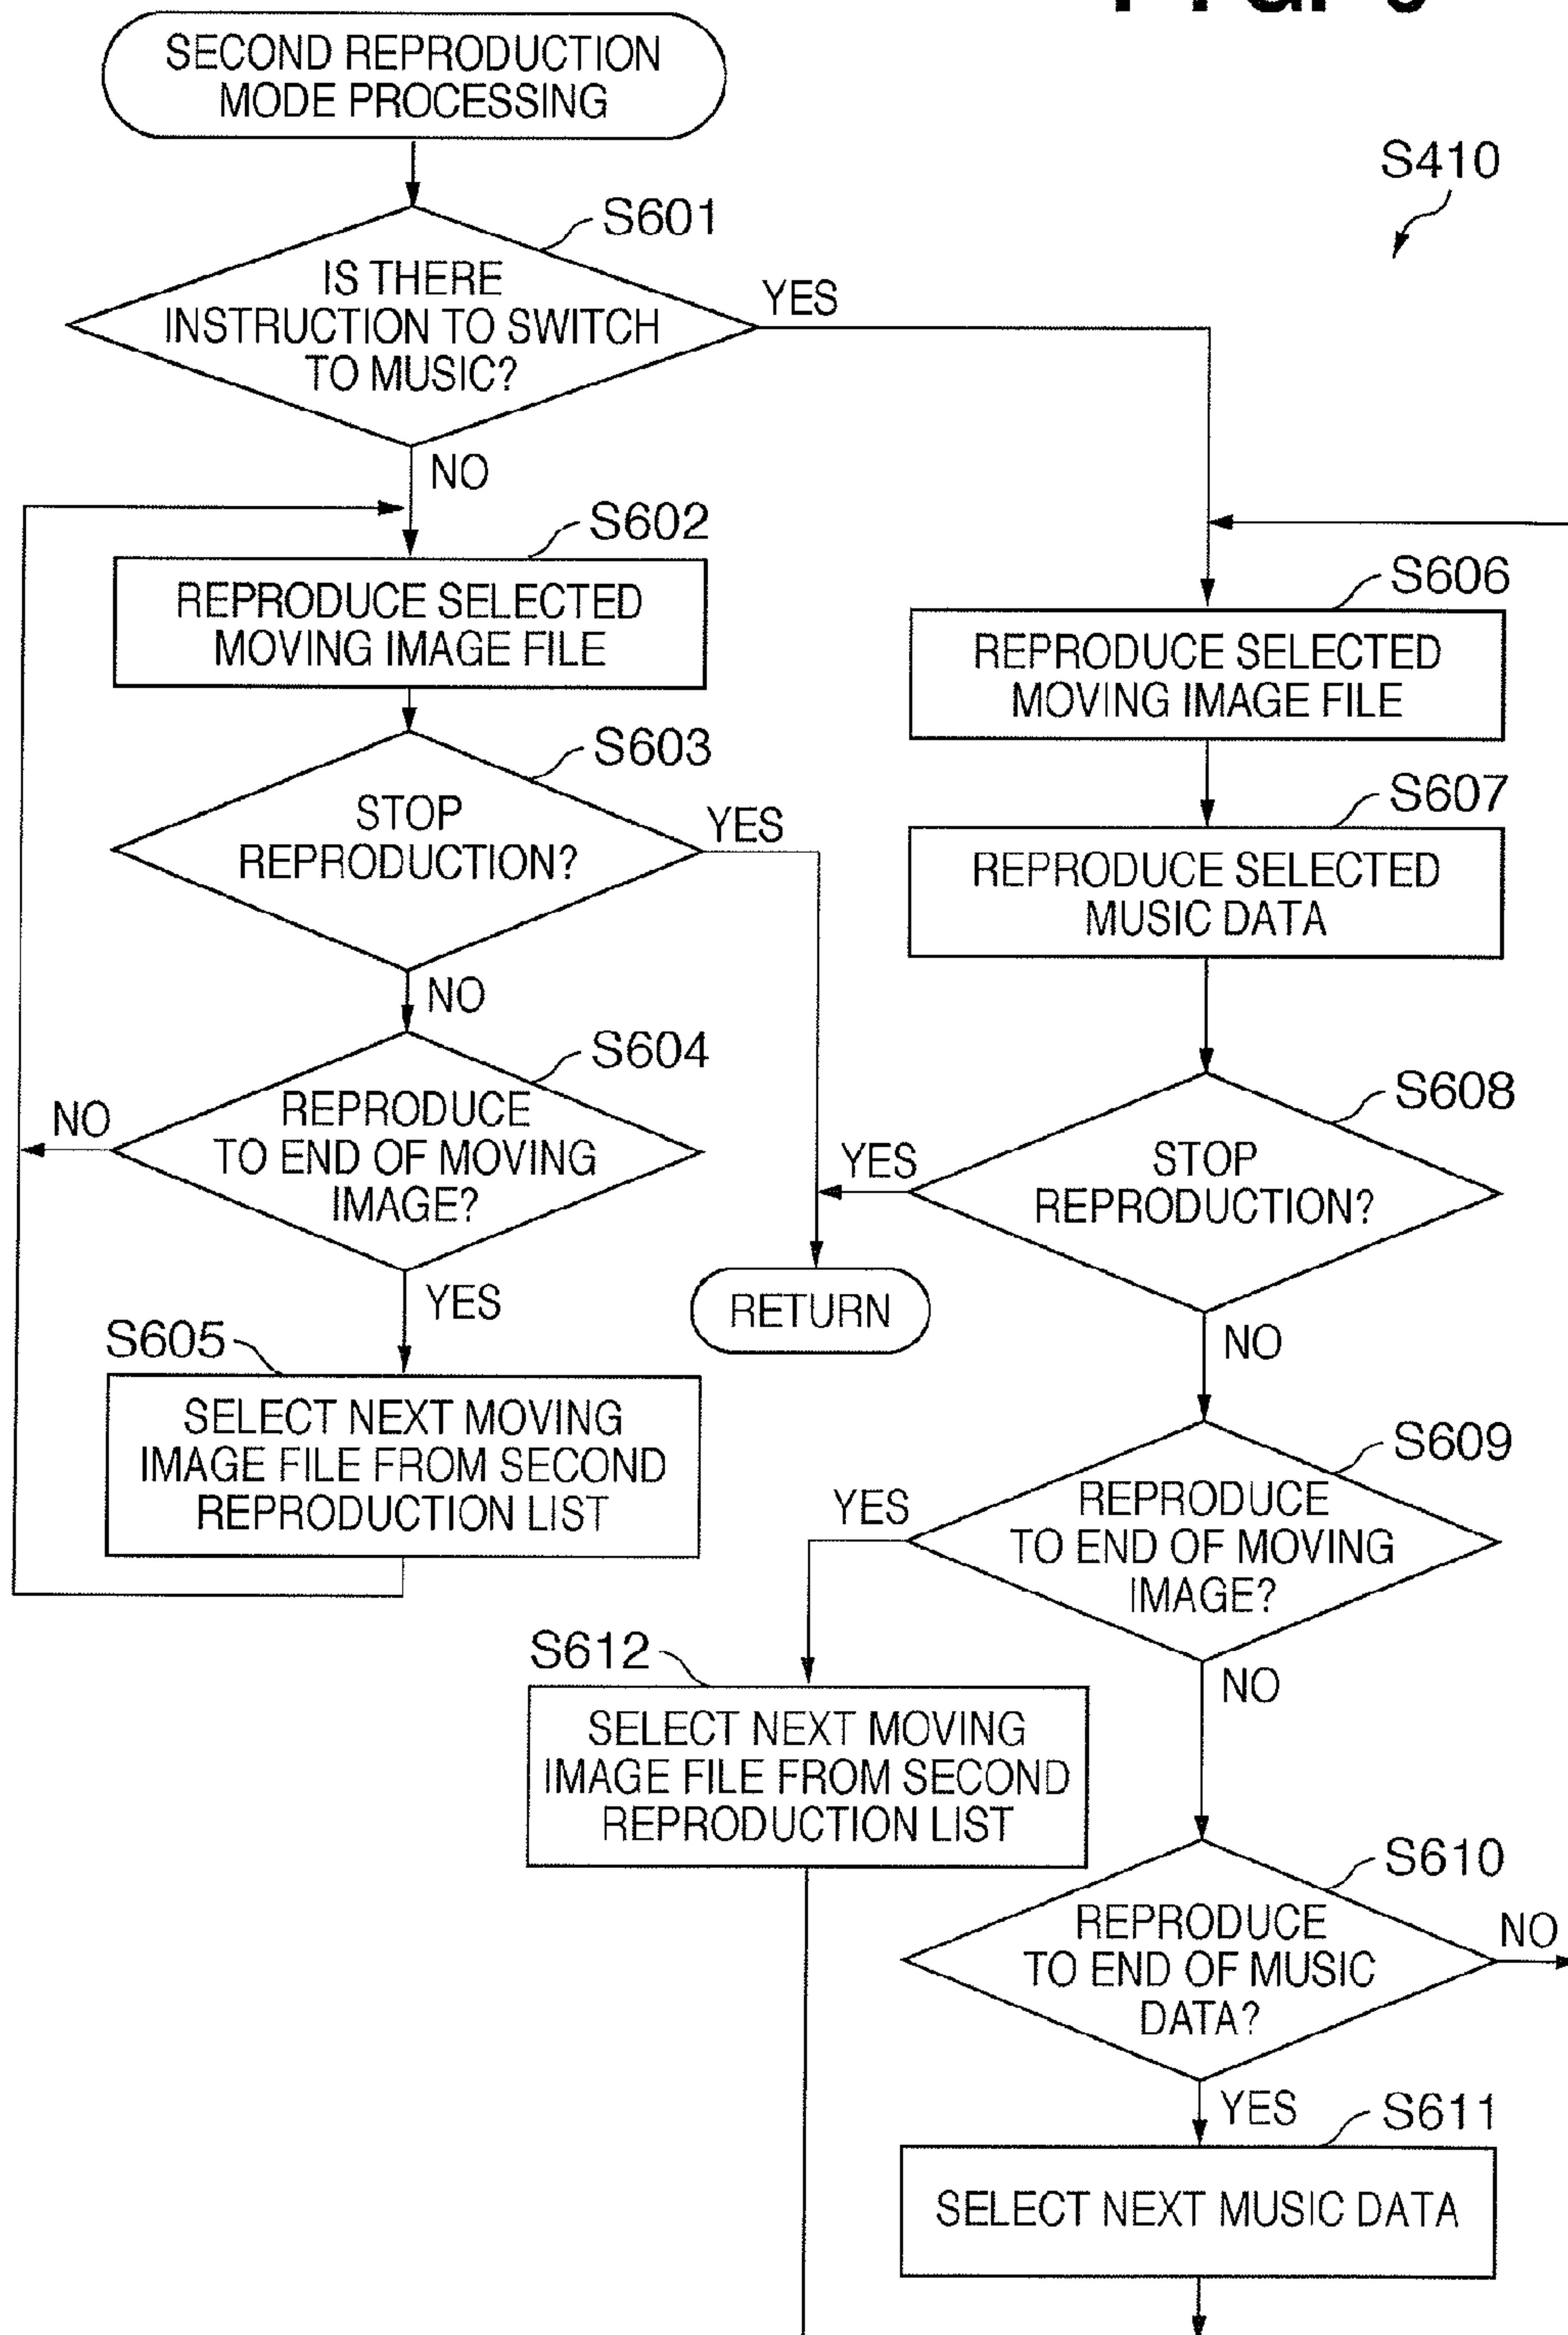 SECOND REPRODUCTION
MODE PROCESSING
S410
S601
IS THERE
INSTRUCTION TO SWITCH
TO MUSIC?
YES
NO
S602
REPRODUCE SELECTED
MOVING IMAGE FILE
S603
STOP
REPRODUCTION?
YES
NO
S604
REPRODUCE
TO END OF MOVING
IMAGE?
NO
YES
S605
SELECT NEXT MOVING
IMAGE FILE FROM SECOND
REPRODUCTION LIST
S606
REPRODUCE SELECTED
MOVING IMAGE FILE
S607
REPRODUCE SELECTED
MUSIC DATA
S608
STOP
REPRODUCTION?
YES
RETURN
NO
S609
REPRODUCE
TO END OF MOVING
IMAGE?
YES
NO
S612
SELECT NEXT MOVING
IMAGE FILE FROM SECOND
REPRODUCTION LIST
S610
REPRODUCE
TO END OF MUSIC
DATA?
NO
YES
S611
SELECT NEXT MUSIC DATA